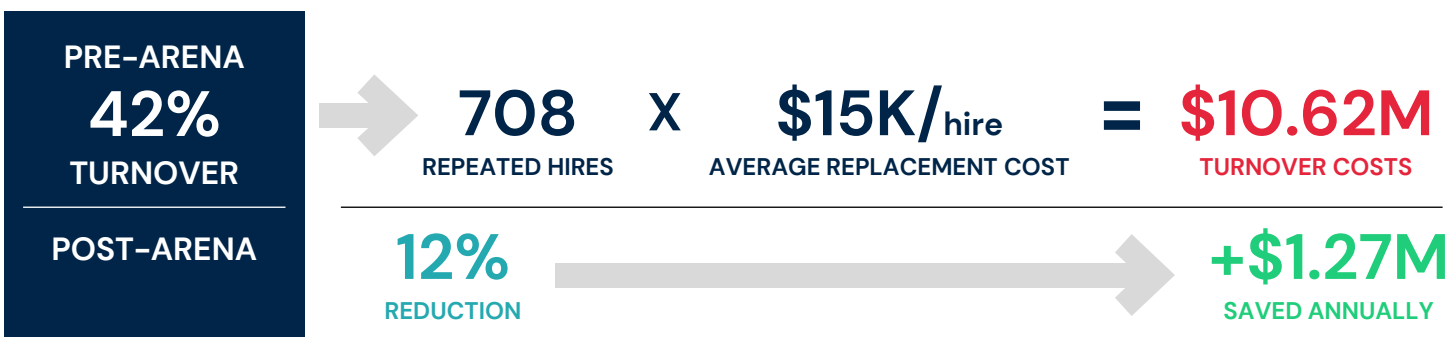 PRE-ARENA
42%
TURNOVER
708 X $15K/hire = $10.62M
REPEATED HIRES AVERAGE REPLACEMENT COST TURNOVER COSTS
POST-ARENA
12% +$1.27M
REDUCTION SAVED ANNUALLY